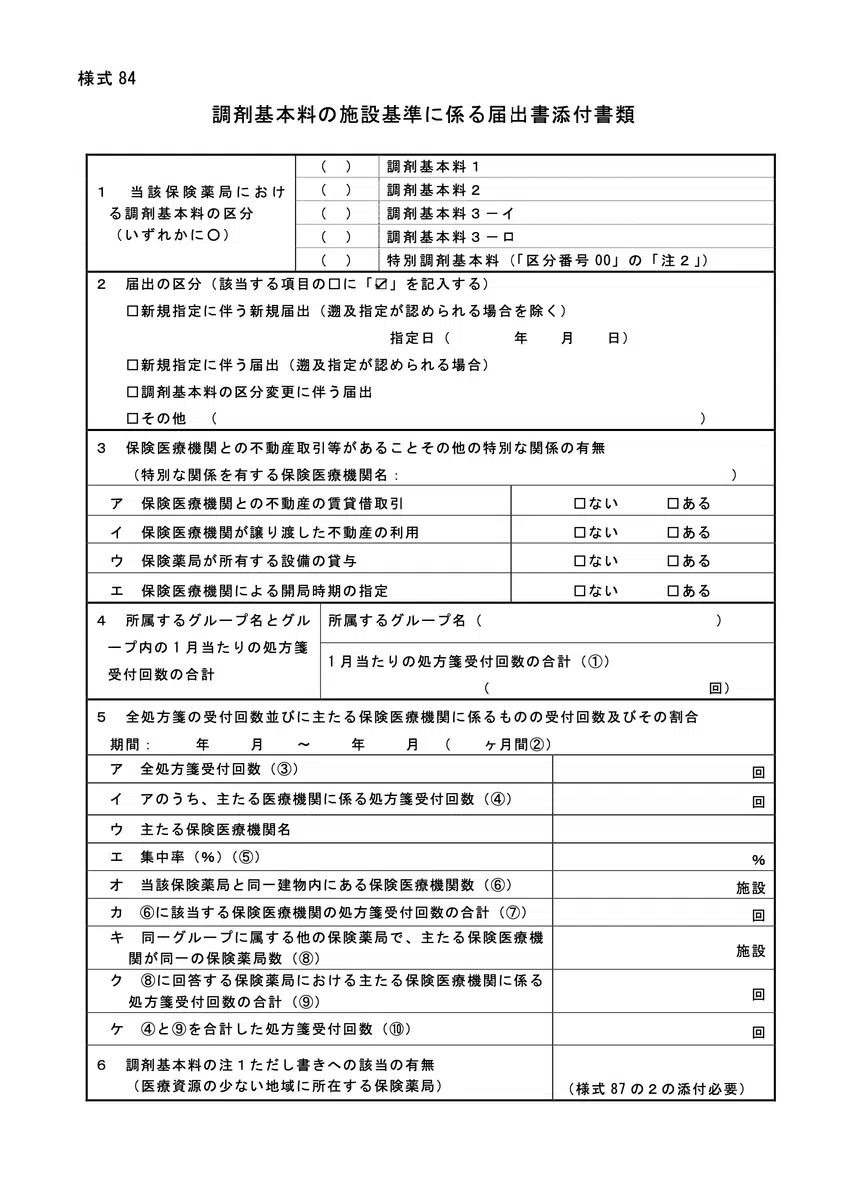 様式 84
調剤基本料の施設基準に係る届出書添付書類
1 当該保険薬局におけ
る調剤基本料の区分
（いずれかに〇）
（ ） 調剤基本料１
（ ） 調剤基本料２
（ ） 調剤基本料３－イ
（ ） 調剤基本料３－ロ
（ ） 特別調剤基本料（「区分番号 00」の「注２」）
２ 届出の区分（該当する項目の□に「☑」を記入する）
□新規指定に伴う新規届出（遡及指定が認められる場合を除く）
指定日（ 年 月 日）
□新規指定に伴う届出（遡及指定が認められる場合）
□調剤基本料の区分変更に伴う届出
□その他 （ ）
３ 保険医療機関との不動産取引等があることその他の特別な関係の有無
（特別な関係を有する保険医療機関名： ）
ア 保険医療機関との不動産の賃貸借取引 □ない □ある
イ 保険医療機関が譲り渡した不動産の利用 □ない □ある
ウ 保険薬局が所有する設備の貸与 □ない □ある
エ 保険医療機関による開局時期の指定 □ない □ある
４ 所属するグループ名とグル
ープ内の１月当たりの処方箋
受付回数の合計
所属するグループ名（ ）
1月当たりの処方箋受付回数の合計（①）
（ 回）
５ 全処方箋の受付回数並びに主たる保険医療機関に係るものの受付回数及びその割合
期間： 年 月 ～ 年 月 （ ヶ月間②）
ア 全処方箋受付回数（③） 回
イ アのうち、主たる医療機関に係る処方箋受付回数（④） 回
ウ 主たる保険医療機関名
エ 集中率（％）（⑤） ％
オ 当該保険薬局と同一建物内にある保険医療機関数（⑥） 施設
カ ⑥に該当する保険医療機関の処方箋受付回数の合計（⑦） 回
キ 同一グループに属する他の保険薬局で、主たる保険医療機
関が同一の保険薬局数（⑧） 施設
ク ⑧に回答する保険薬局における主たる保険医療機関に係る
処方箋受付回数の合計（⑨） 回
ケ ④と⑨を合計した処方箋受付回数（⑩） 回
６ 調剤基本料の注１ただし書きへの該当の有無
（医療資源の少ない地域に所在する保険薬局）
（様式 87 の２の添付必要）